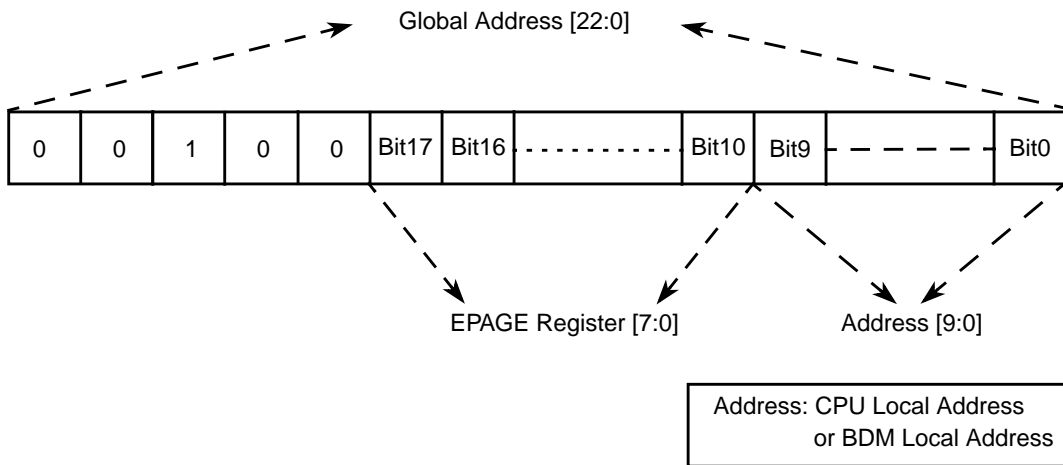 Global Address [22:0]
0 0 1 0 0 Bit17 Bit16 Bit10 Bit9 Bit0
EPAGE Register [7:0] Address [9:0]
Address: CPU Local Address
or BDM Local Address